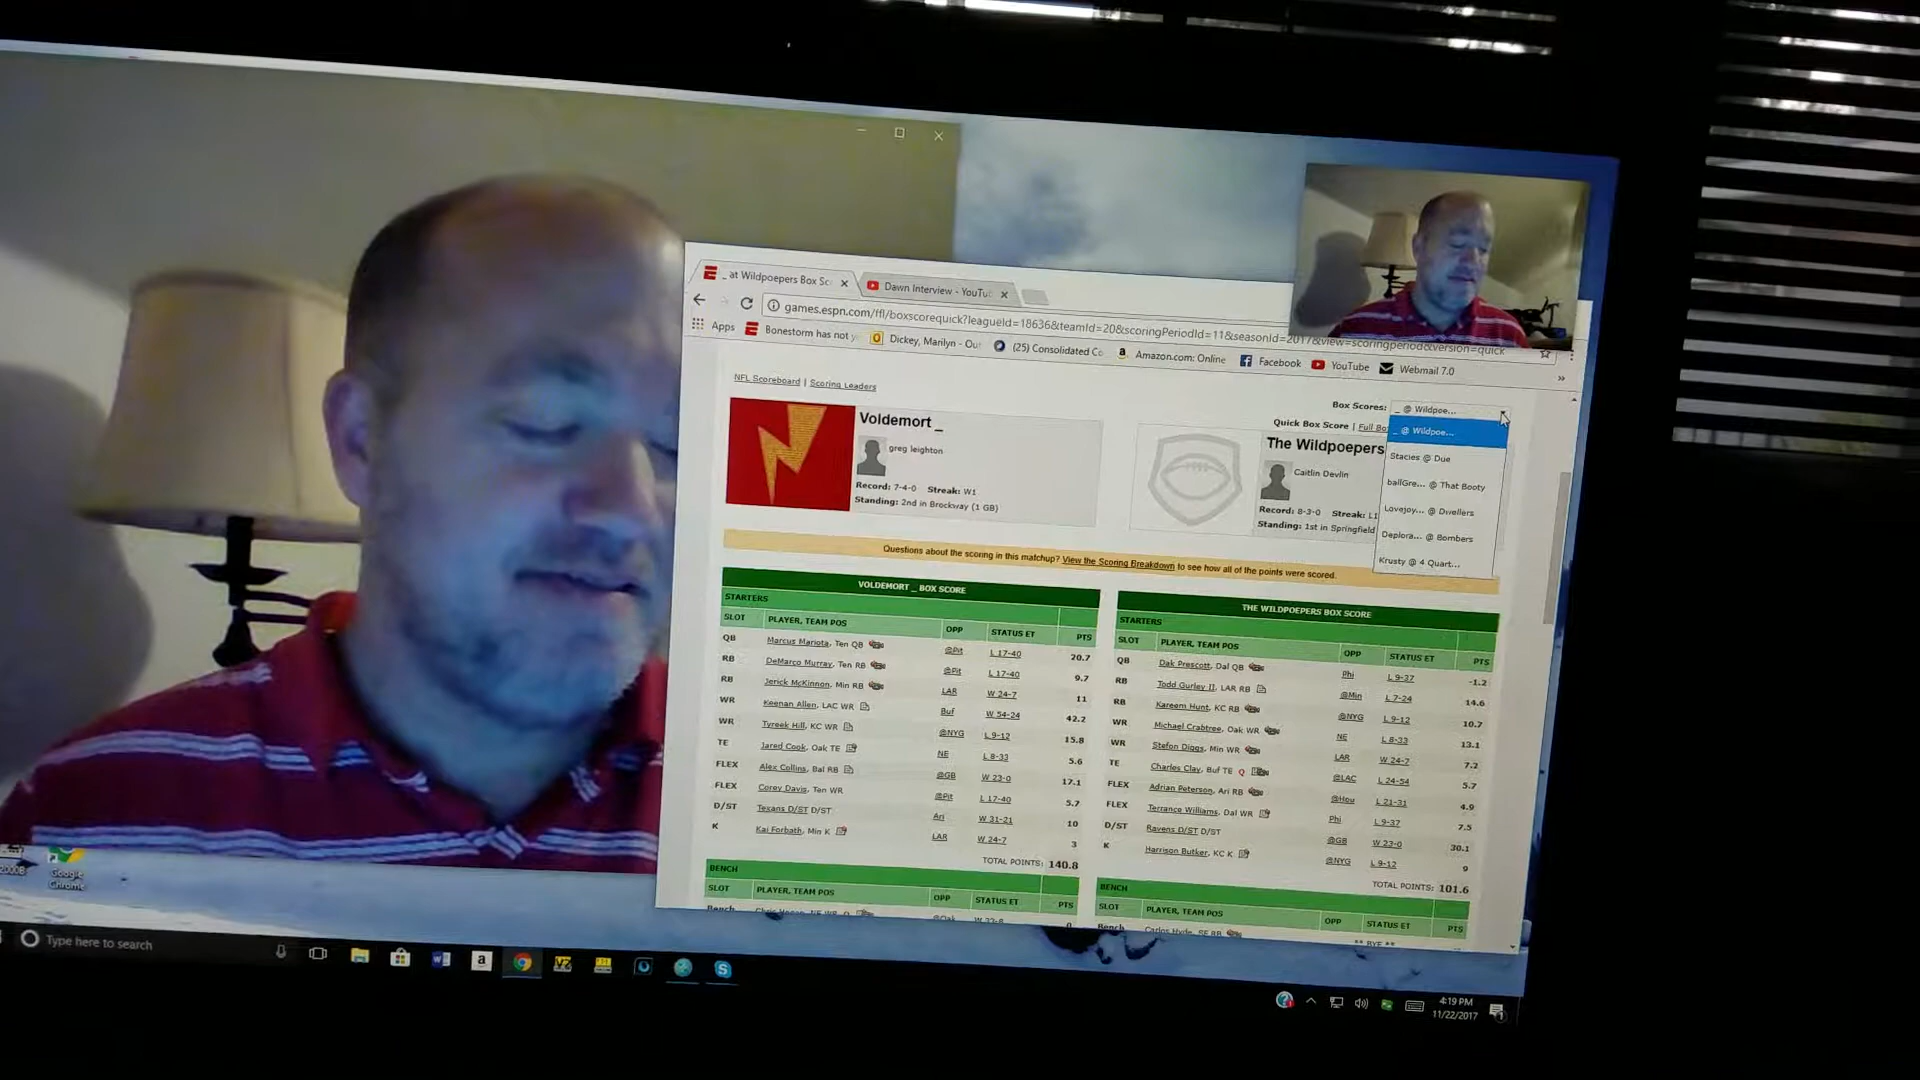 _ at Wildpoepers Box Sc
Dawn Interview - YouTu
games.espn.com/ffl/boxscorequick?leagueId=18636&teamId=20&scoringPeriodId=11&seasonId=2017&view=scoringperiod&version=quick
Apps
Bonestorm has not y
Dickey, Marilyn - Ou
(25) Consolidated Co
Amazon.com: Online
Facebook
YouTube
Webmail 7.0
NFL Scoreboard | Scoring Leaders
Box Scores: _ @ Wildpoe...
Quick Box Score | Full Bo
_ @ Wildpoe...
Stacies @ Due
ballGre... @ That Booty
Lovejoy... @ Dwellers
Deplora... @ Bombers
Krusty @ 4 Quart...
Voldemort _
greg leighton
Record: 7-4-0 Streak: W1
Standing: 2nd in Brockway (1 GB)
The Wildpoepers
Caitlin Devlin
Record: 8-3-0 Streak: L1
Standing: 1st in Springfield
Questions about the scoring in this matchup? View the Scoring Breakdown to see how all of the points were scored.
VOLDEMORT _ BOX SCORE
STARTERS
SLOT PLAYER, TEAM POS OPP STATUS ET PTS
QB Marcus Mariota, Ten QB @Pit L 17-40 20.7
RB DeMarco Murray, Ten RB @Pit L 17-40 9.7
RB Jerick McKinnon, Min RB LAR W 24-7 11
WR Keenan Allen, LAC WR Buf W 54-24 42.2
WR Tyreek Hill, KC WR @NYG L 9-12 15.8
TE Jared Cook, Oak TE NE L 8-33 5.6
FLEX Alex Collins, Bal RB @GB W 23-0 17.1
FLEX Corey Davis, Ten WR @Pit L 17-40 5.7
D/ST Texans D/ST D/ST Ari W 31-21 10
K Kai Forbath, Min K LAR W 24-7 3
TOTAL POINTS: 140.8
BENCH
SLOT PLAYER, TEAM POS OPP STATUS ET PTS
Bench Chris Hogan, NE WR @Oak W 33-8 0
THE WILDPOEPERS BOX SCORE
STARTERS
SLOT PLAYER, TEAM POS OPP STATUS ET PTS
QB Dak Prescott, Dal QB Phi L 9-37 -1.2
RB Todd Gurley II, LAR RB @Min L 7-24 14.6
RB Kareem Hunt, KC RB @NYG L 9-12 10.7
WR Michael Crabtree, Oak WR NE L 8-33 13.1
WR Stefon Diggs, Min WR LAR W 24-7 7.2
TE Charles Clay, Buf TE Q @LAC L 24-54 5.7
FLEX Adrian Peterson, Ari RB @Hou L 21-31 4.9
FLEX Terrance Williams, Dal WR Phi L 9-37 7.5
D/ST Ravens D/ST D/ST @GB W 23-0 30.1
K Harrison Butker, KC K @NYG L 9-12 9
TOTAL POINTS: 101.6
BENCH
SLOT PLAYER, TEAM POS OPP STATUS ET PTS
Bench Carlos Hyde, SF RB ** BYE **
Google
Chrome
Type here to search
4:19 PM
11/22/2017